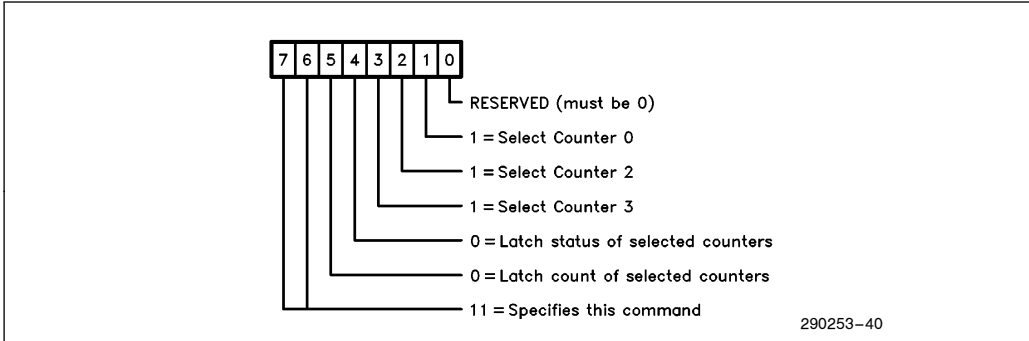 7 6 5 4 3 2 1 0
RESERVED (must be 0)
1 = Select Counter 0
1 = Select Counter 2
1 = Select Counter 3
0 = Latch status of selected counters
0 = Latch count of selected counters
11 = Specifies this command
290253–40